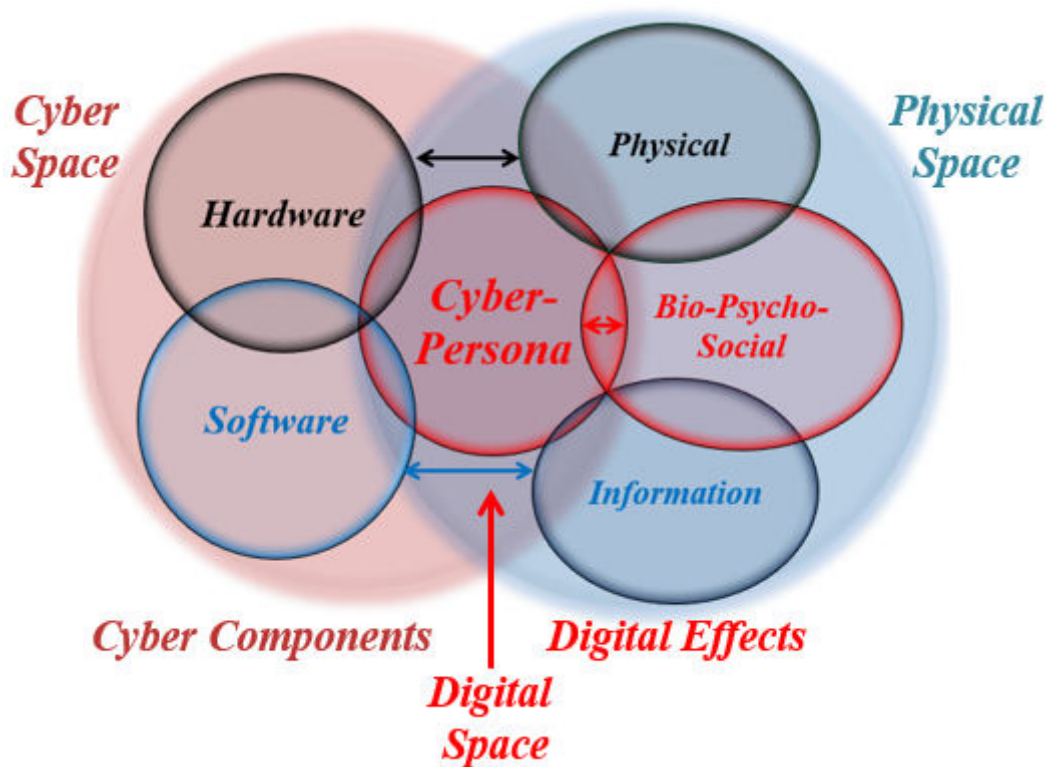 Cyber
Space
Physical
Space
Physical
Hardware
Cyber-
Persona
Bio-Psycho-
Social
Software
Information
Cyber Components
Digital Effects
Digital
Space